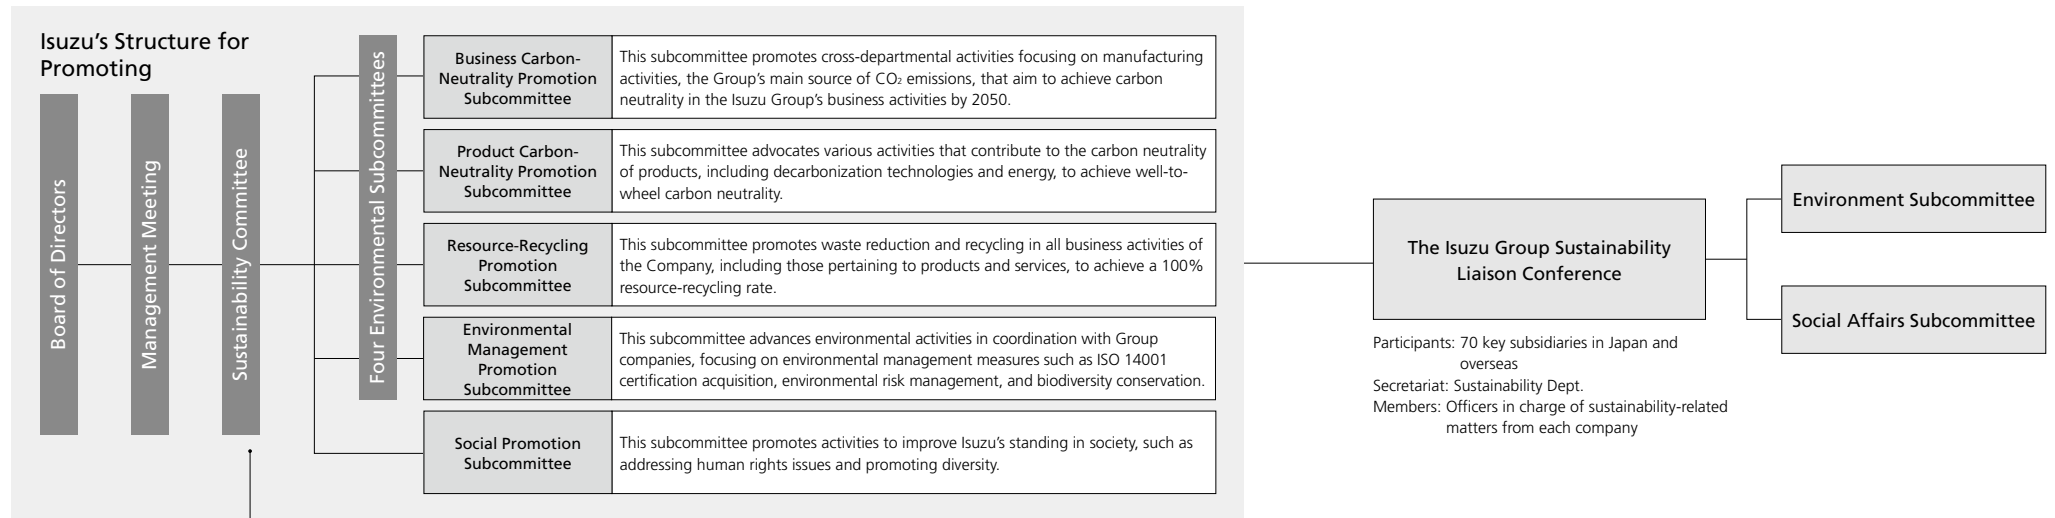 Isuzu's Structure for
Promoting
Board of Directors
Management Meeting
Sustainability Committee
Four Environmental Subcommittees
Business Carbon-
Neutrality Promotion
Subcommittee
This subcommittee promotes cross-departmental activities focusing on manufacturing
activities, the Group's main source of CO₂ emissions, that aim to achieve carbon
neutrality in the Isuzu Group's business activities by 2050.
Product Carbon-
Neutrality Promotion
Subcommittee
This subcommittee advocates various activities that contribute to the carbon neutrality
of products, including decarbonization technologies and energy, to achieve well-to-
wheel carbon neutrality.
Resource-Recycling
Promotion
Subcommittee
This subcommittee promotes waste reduction and recycling in all business activities of
the Company, including those pertaining to products and services, to achieve a 100%
resource-recycling rate.
Environmental
Management
Promotion
Subcommittee
This subcommittee advances environmental activities in coordination with Group
companies, focusing on environmental management measures such as ISO 14001
certification acquisition, environmental risk management, and biodiversity conservation.
Social Promotion
Subcommittee
This subcommittee promotes activities to improve Isuzu's standing in society, such as
addressing human rights issues and promoting diversity.
The Isuzu Group Sustainability
Liaison Conference
Participants: 70 key subsidiaries in Japan and
overseas
Secretariat: Sustainability Dept.
Members: Officers in charge of sustainability-related
matters from each company
Environment Subcommittee
Social Affairs Subcommittee